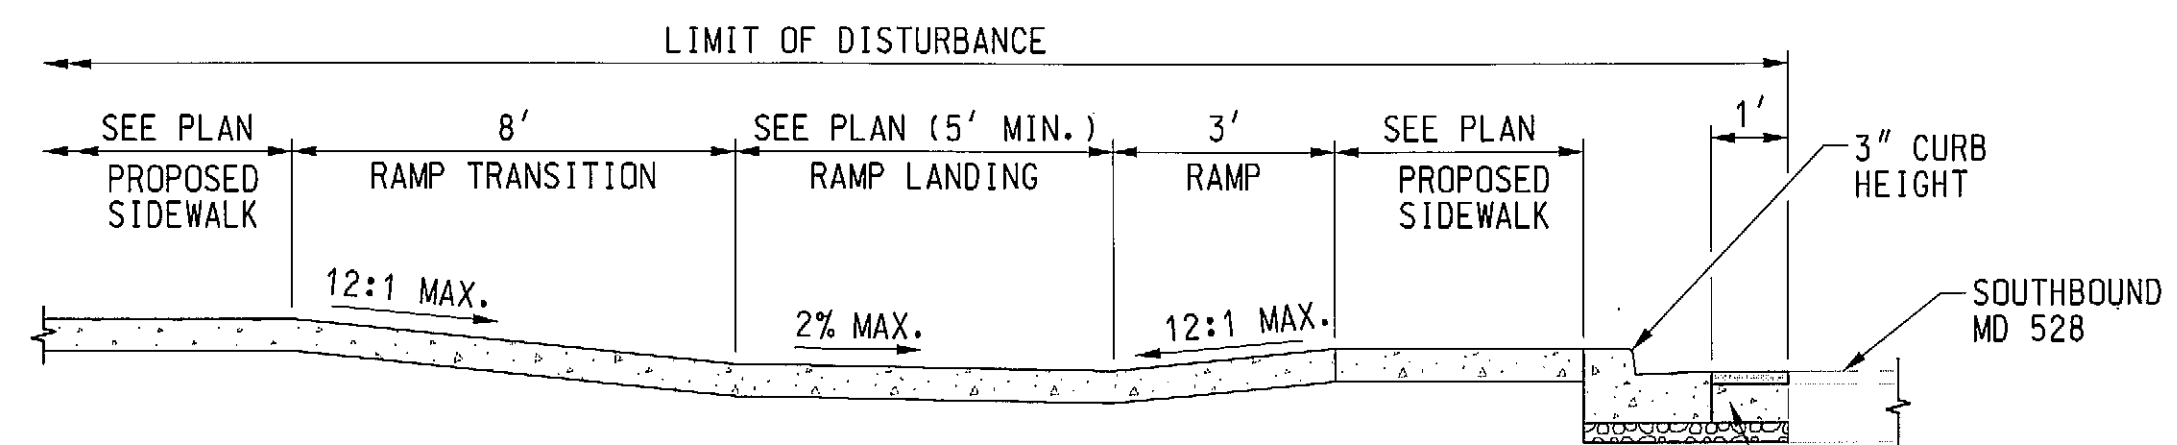 LIMIT OF DISTURBANCE
SEE PLAN
8'
SEE PLAN (5' MIN.)
3'
SEE PLAN
1'
PROPOSED
SIDEWALK
RAMP TRANSITION
RAMP LANDING
RAMP
PROPOSED
SIDEWALK
3" CURB
HEIGHT
12:1 MAX.
2% MAX.
12:1 MAX.
SOUTHBOUND
MD 528